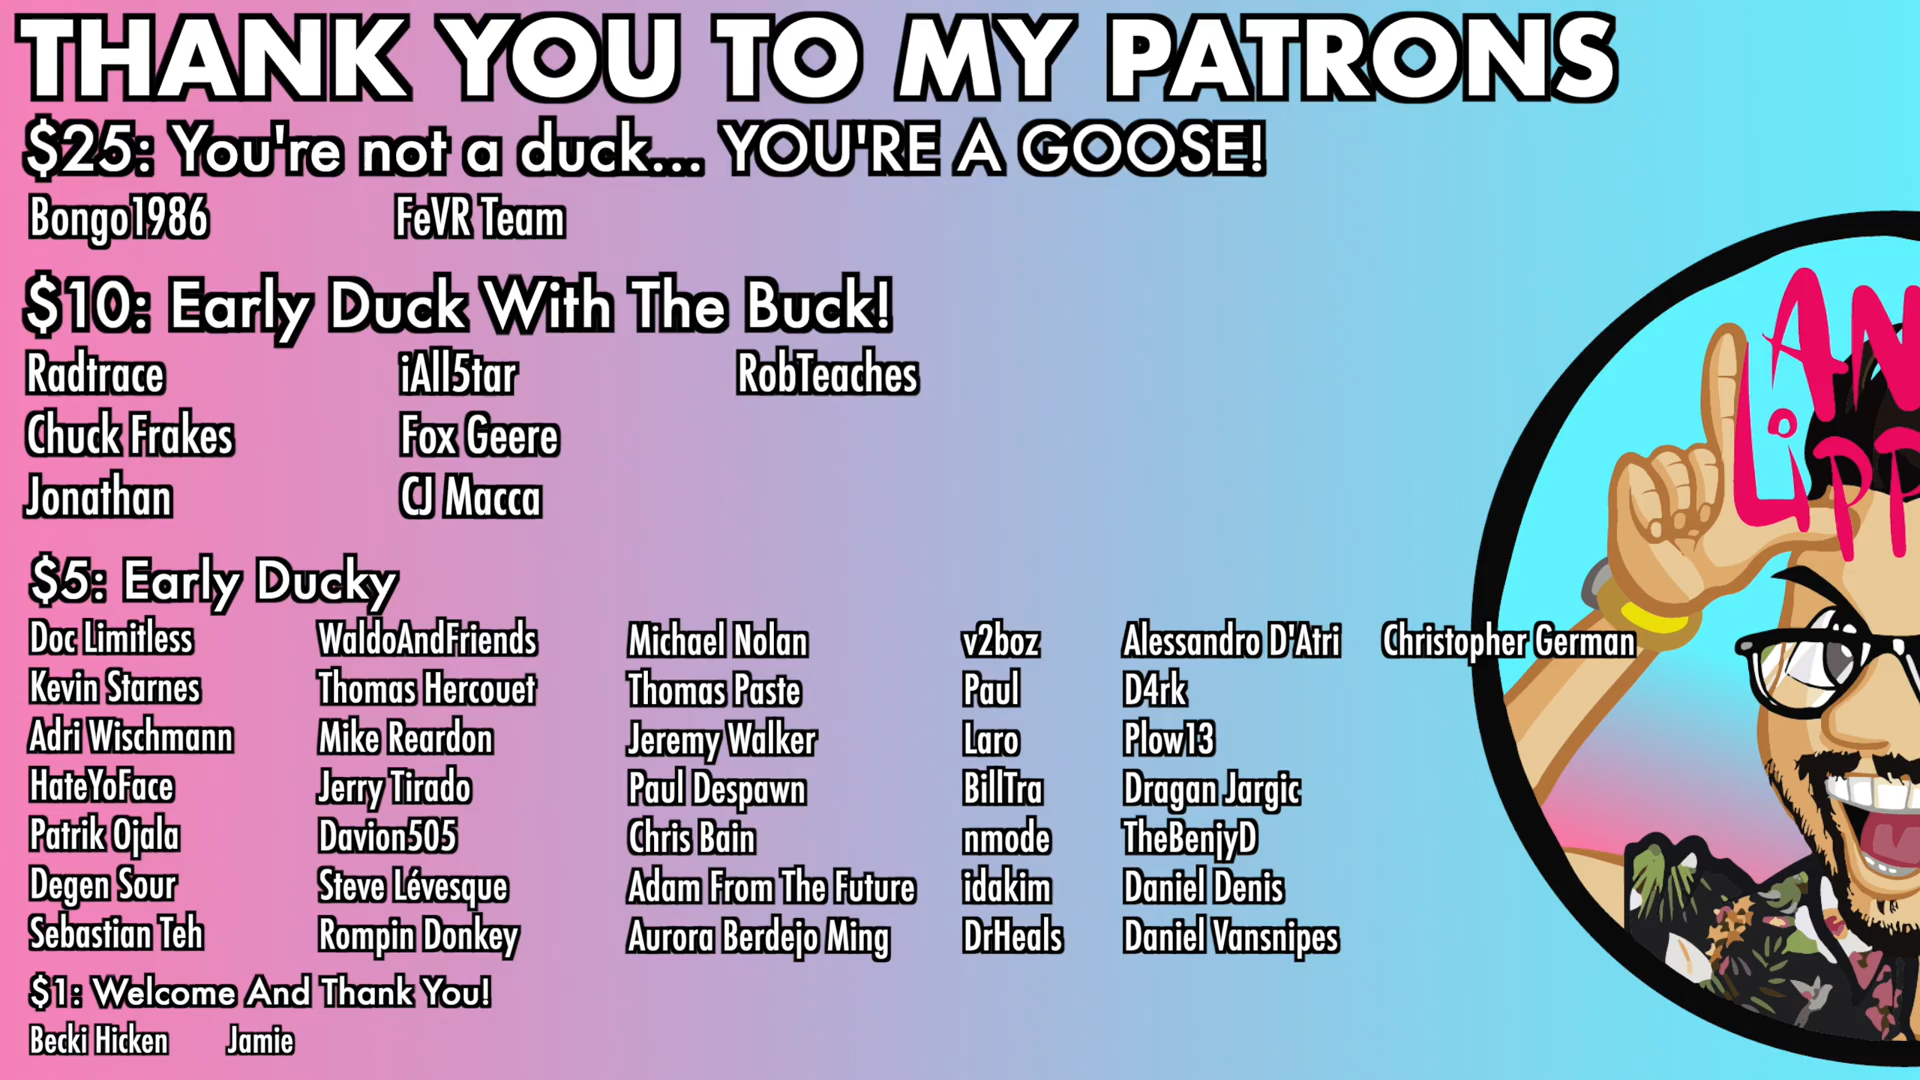 THANK YOU TO MY PATRONS
$25: You're not a duck... YOU'RE A GOOSE!
Bongo1986 FeVR Team
$10: Early Duck With The Buck!
Radtrace iAll5tar RobTeaches
Chuck Frakes Fox Geere
Jonathan CJ Macca
$5: Early Ducky
Doc Limitless WaldoAndFriends Michael Nolan v2boz Alessandro D'Atri Christopher German
Kevin Starnes Thomas Hercouet Thomas Paste Paul D4rk
Adri Wischmann Mike Reardon Jeremy Walker Laro Plow13
HateYoFace Jerry Tirado Paul Despawn BillTra Dragan Jargic
Patrik Ojala Davion505 Chris Bain nmode TheBenjyD
Degen Sour Steve Lévesque Adam From The Future idakim Daniel Denis
Sebastian Teh Rompin Donkey Aurora Berdejo Ming DrHeals Daniel Vansnipes
$1: Welcome And Thank You!
Becki Hicken Jamie